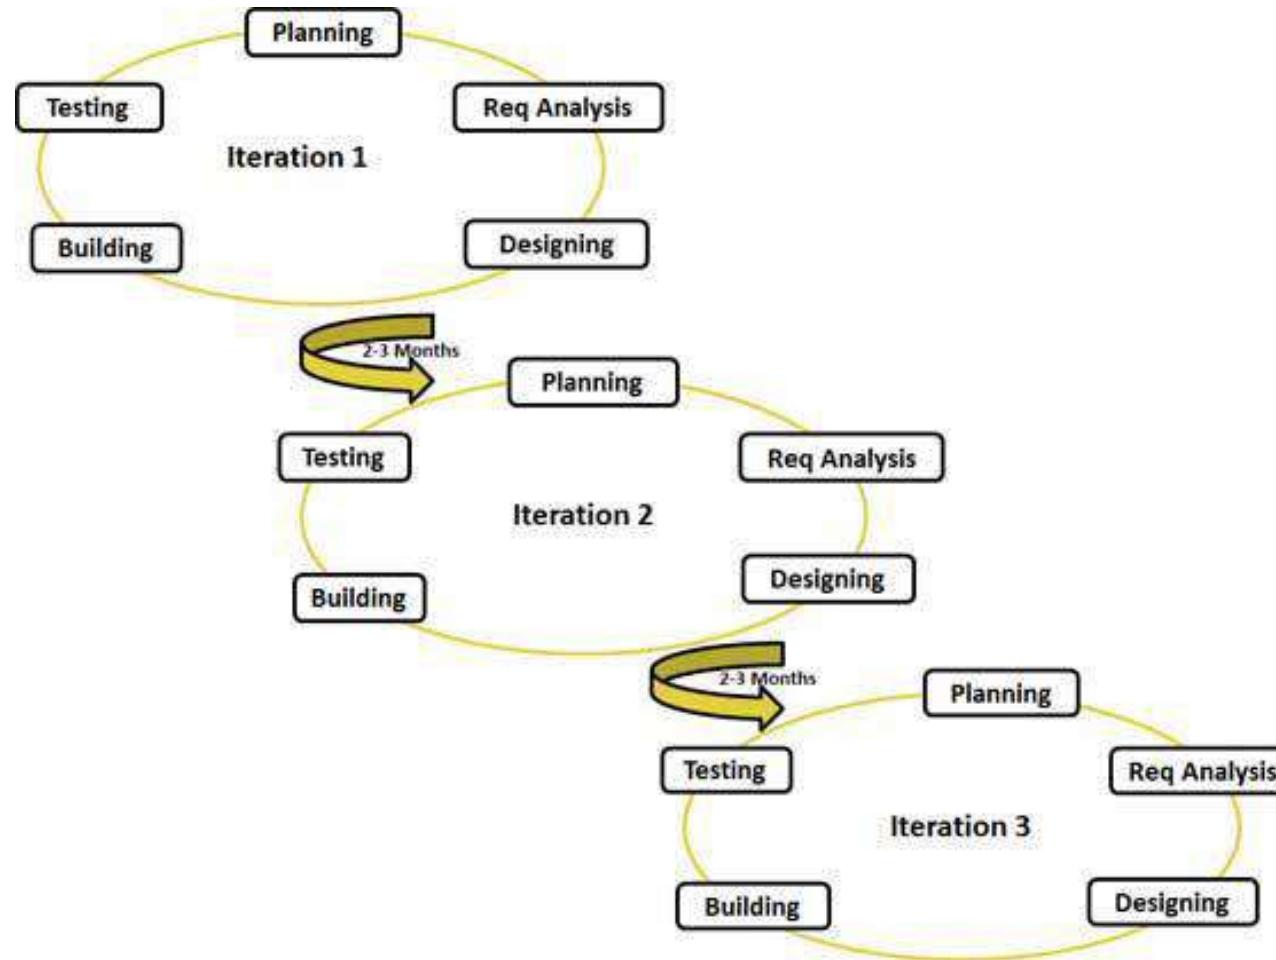 Planning
Testing
Req Analysis
Iteration 1
Building
Designing
2-3 Months
Planning
Testing
Req Analysis
Iteration 2
Building
Designing
2-3 Months
Planning
Testing
Req Analysis
Iteration 3
Building
Designing